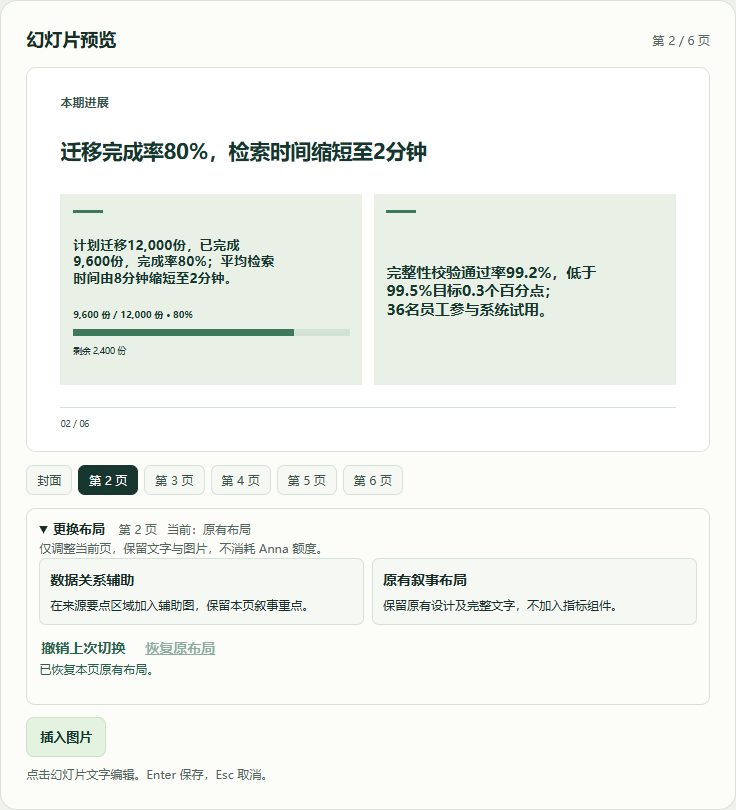 幻灯片预览
第 2 / 6 页
本期进展
迁移完成率80%，检索时间缩短至2分钟
计划迁移12,000份，已完成
9,600份，完成率80%；平均检索
时间由8分钟缩短至2分钟。
9,600 份 / 12,000 份 • 80%
剩余 2,400 份
完整性校验通过率99.2%，低于
99.5%目标0.3个百分点；
36名员工参与系统试用。
02 / 06
封面
第 2 页
第 3 页
第 4 页
第 5 页
第 6 页
▼ 更换布局 第 2 页 当前：原有布局
仅调整当前页，保留文字与图片，不消耗 Anna 额度。
数据关系辅助
在来源要点区域加入辅助图，保留本页叙事重点。
原有叙事布局
保留原有设计及完整文字，不加入指标组件。
撤销上次切换
恢复原布局
已恢复本页原有布局。
插入图片
点击幻灯片文字编辑。Enter 保存，Esc 取消。